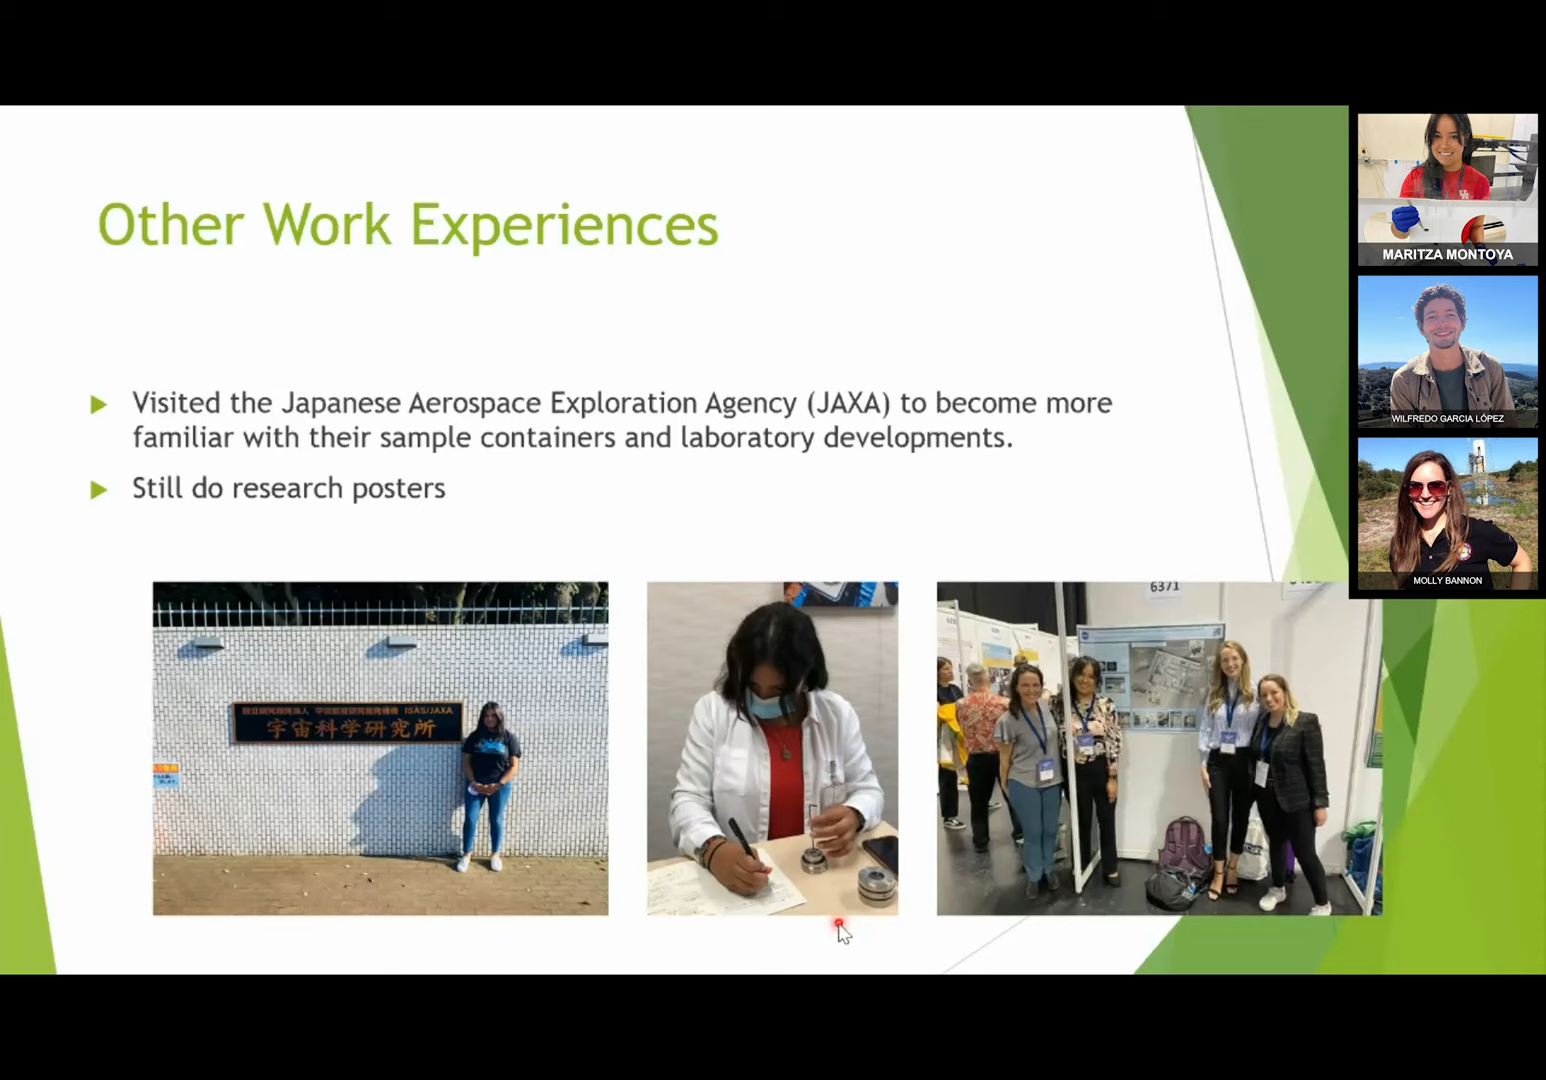 Other Work Experiences
Visited the Japanese Aerospace Exploration Agency (JAXA) to become more
familiar with their sample containers and laboratory developments.
Still do research posters
MARITZA MONTOYA
WILFREDO GARCIA LÓPEZ
MOLLY BANNON
ISAS/JAXA
宇宙科学研究所
6371